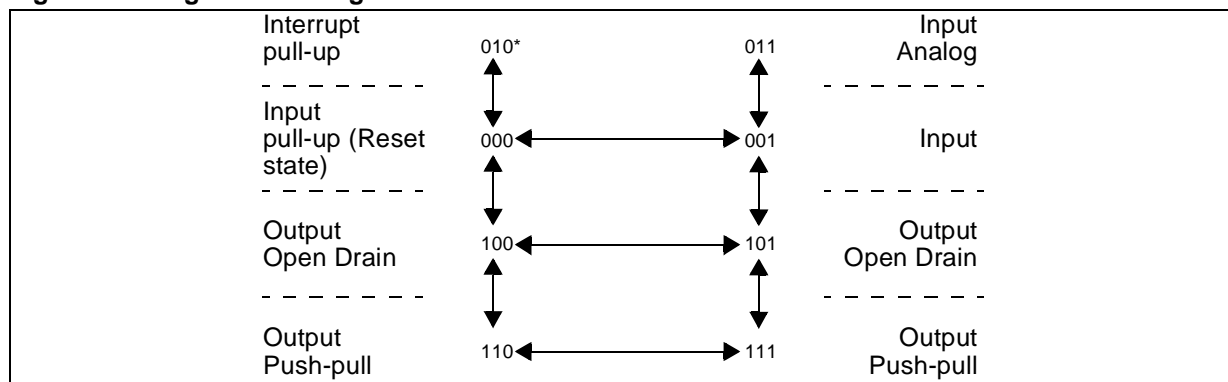 Interrupt
pull-up
010*
011
Input
Analog
Input
pull-up (Reset
state)
000
001
Input
Output
Open Drain
100
101
Output
Open Drain
Output
Push-pull
110
111
Output
Push-pull